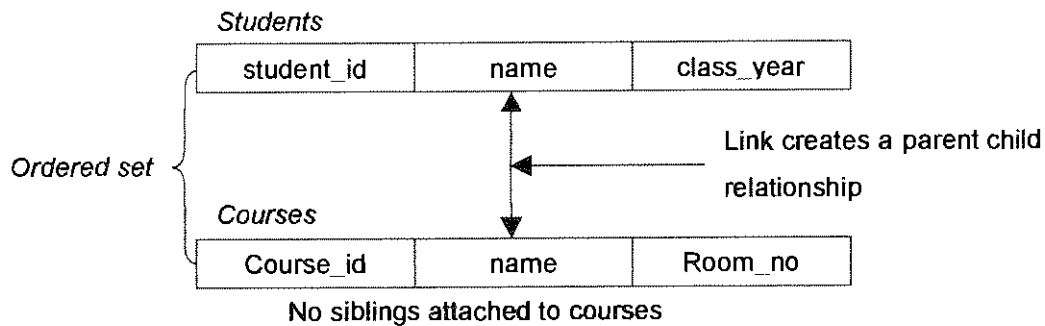 Students
student_id name class_year
Link creates a parent child
relationship
Ordered set
Courses
Course_id name Room_no
No siblings attached to courses